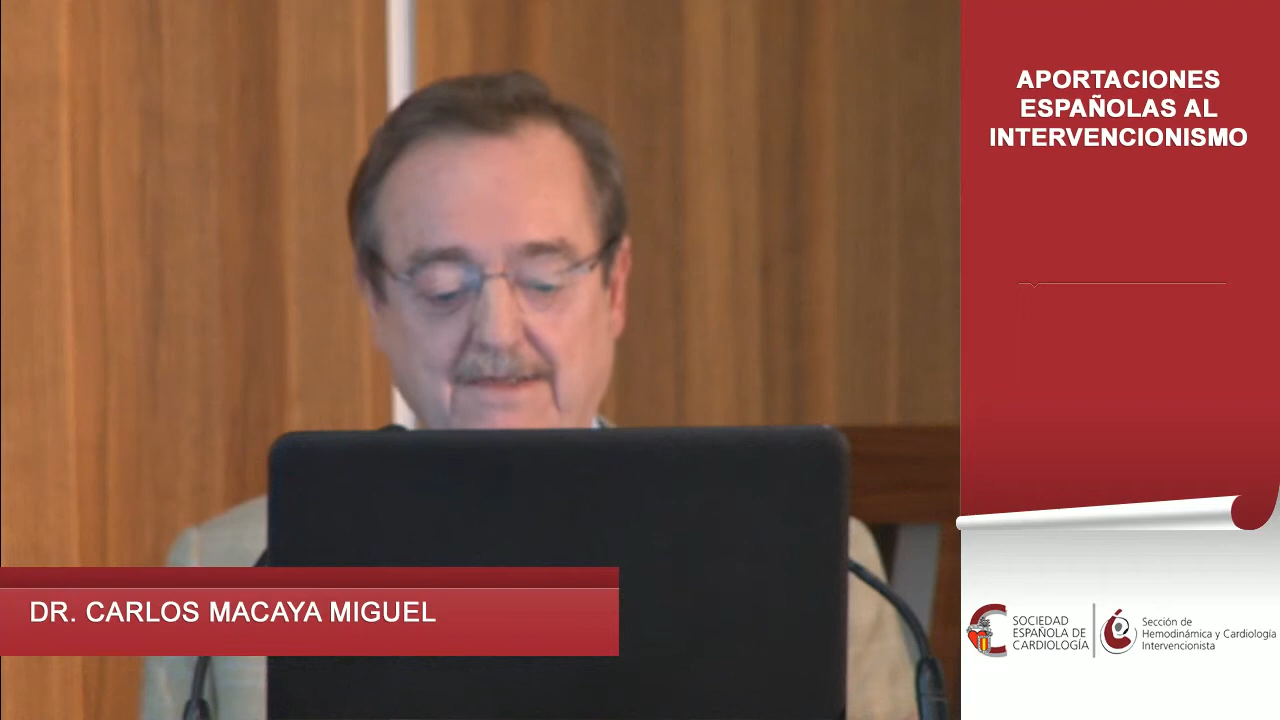 APORTACIONES
ESPAÑOLAS AL
INTERVENCIONISMO
DR. CARLOS MACAYA MIGUEL
SOCIEDAD
ESPAÑOLA DE
CARDIOLOGÍA
Sección de
Hemodinámica y Cardiología
Intervencionista